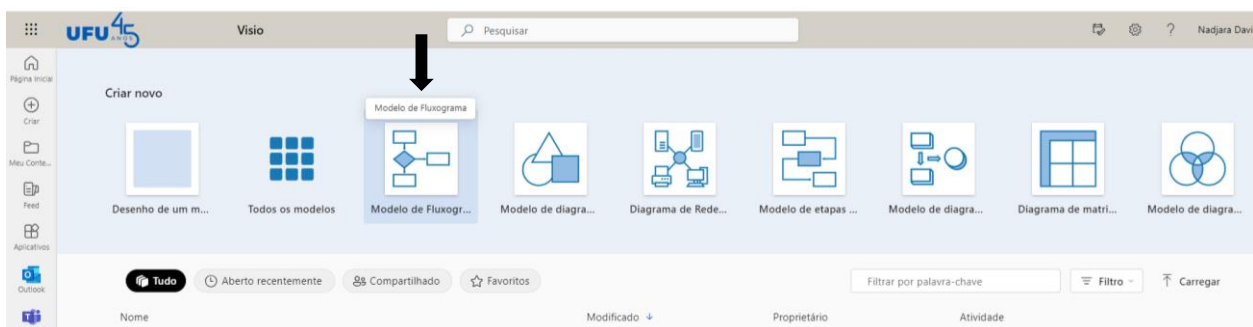 UFU 45 ANOS
Visio
Pesquisar
Nadjara Davi
Página Inicial
Criar
Meu Conte...
Feed
Aplicativos
Outlook
Criar novo
Modelo de Fluxograma
Desenho de um m...
Todos os modelos
Modelo de Fluxogr...
Modelo de diagra...
Diagrama de Rede...
Modelo de etapas ...
Modelo de diagra...
Diagrama de matri...
Modelo de diagra...
Tudo
Aberto recentemente
Compartilhado
Favoritos
Filtrar por palavra-chave
Filtro
Carregar
Nome
Modificado
Proprietário
Atividade